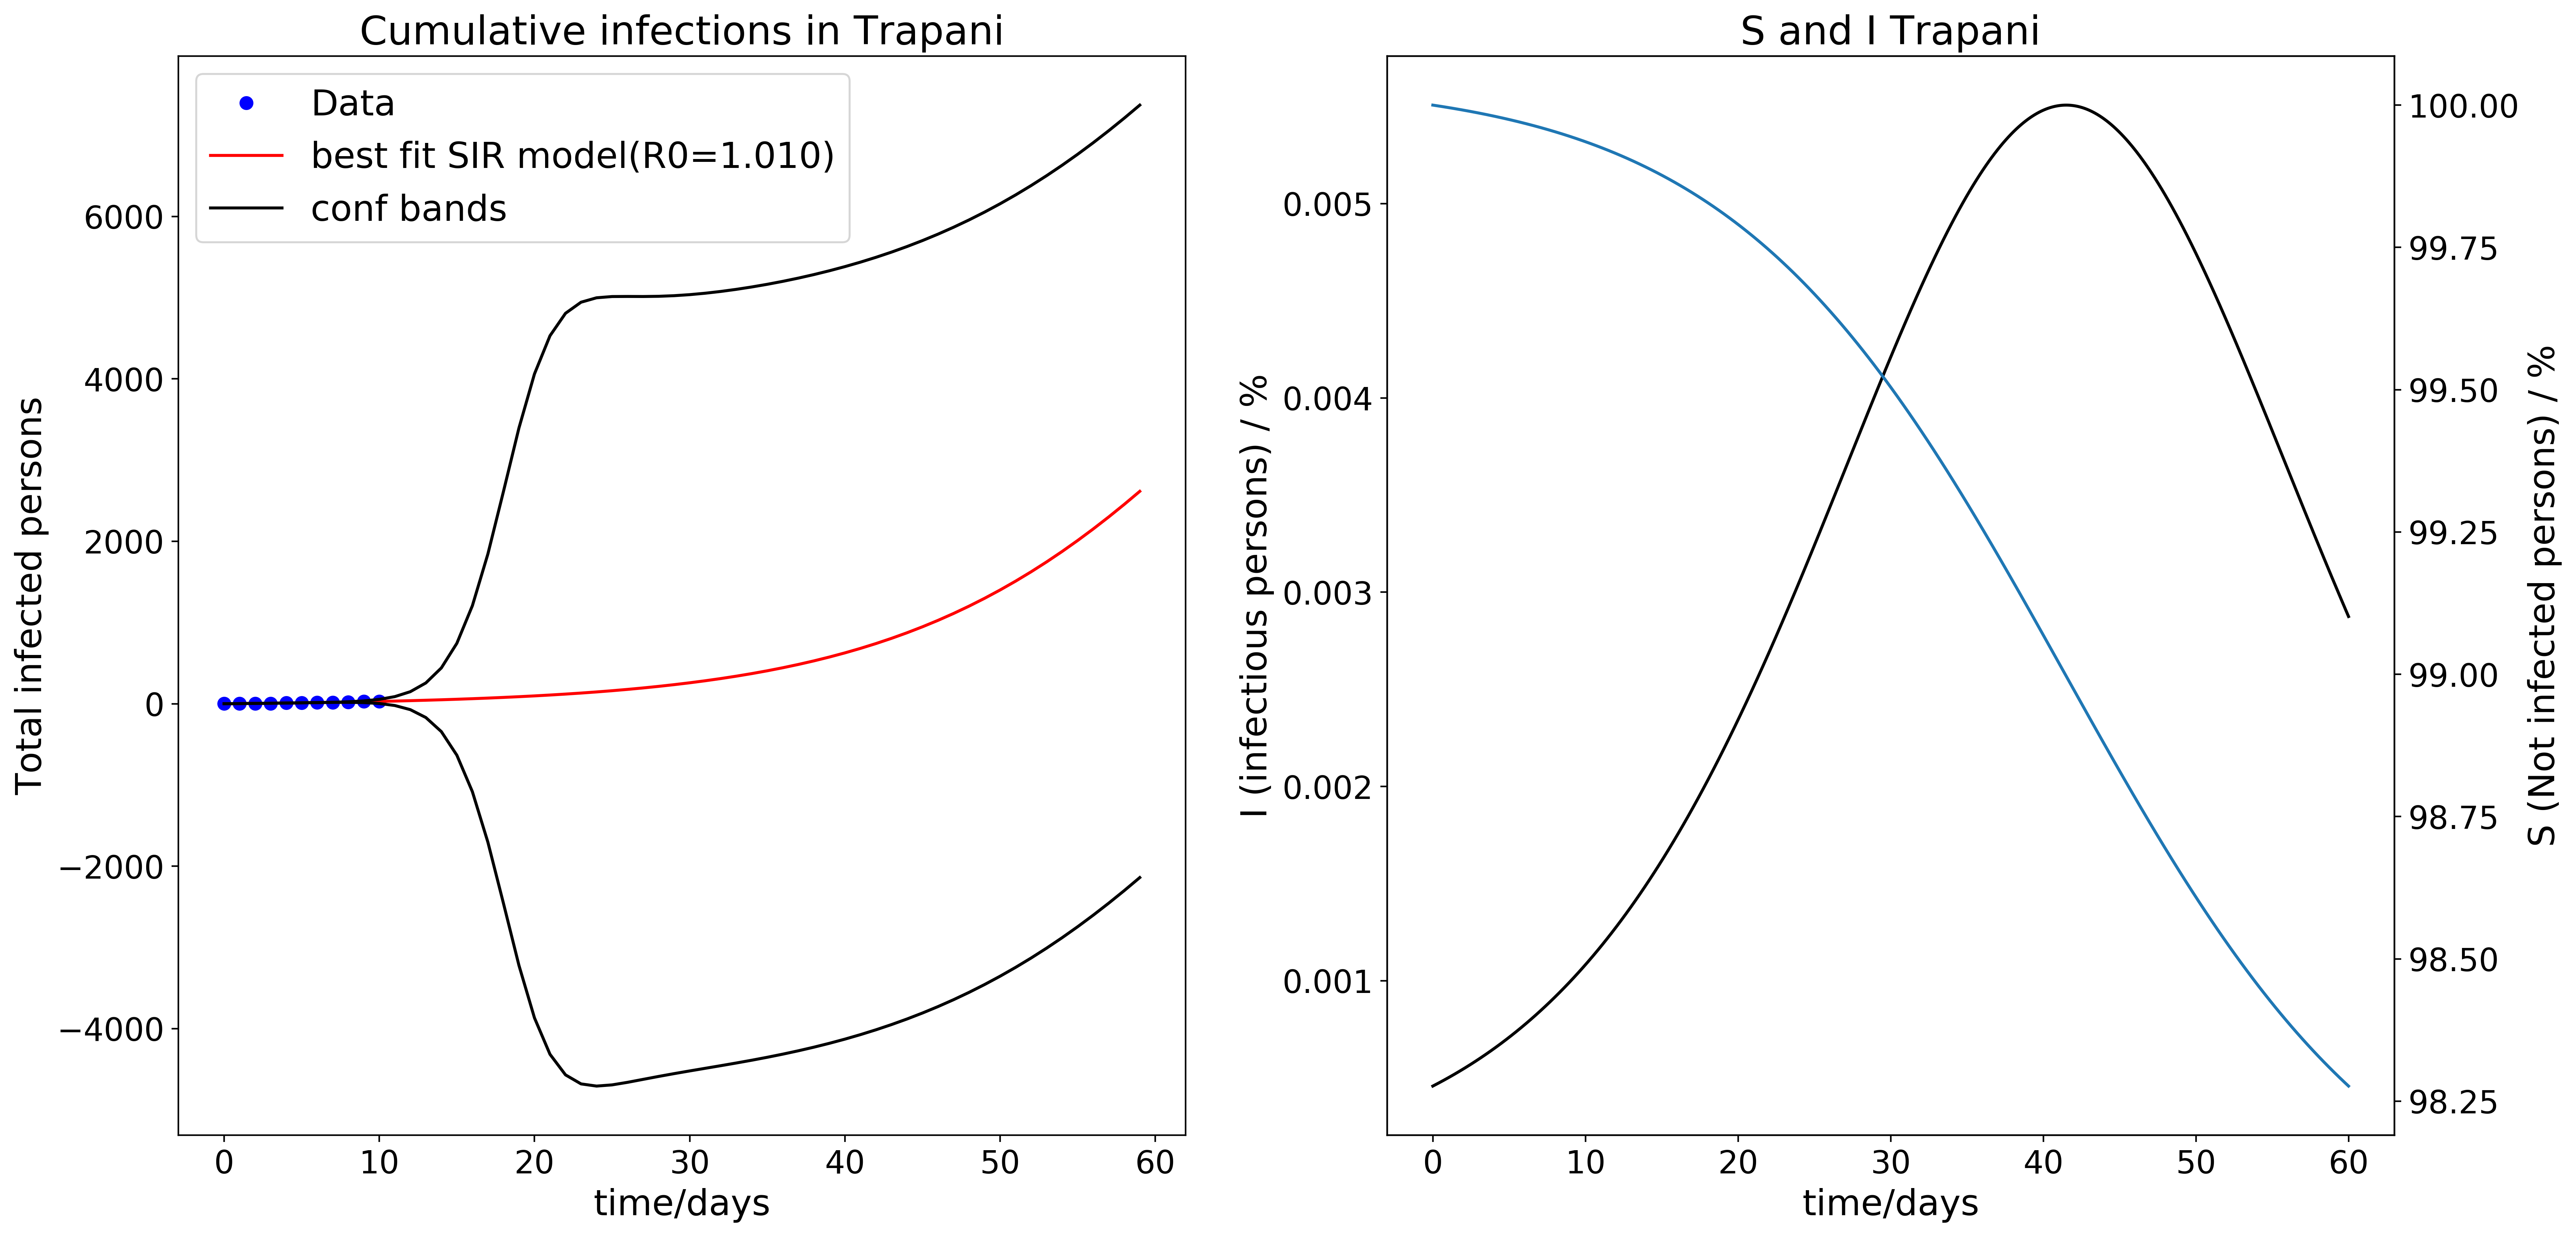 Cumulative infections in Trapani
Data
best fit SIR model(R0=1.010)
conf bands
Total infected persons
6000
4000
2000
0
−2000
−4000
0 10 20 30 40 50 60
time/days
S and I Trapani
I (infectious persons) / %
0.005
0.004
0.003
0.002
0.001
100.00
99.75
99.50
99.25
99.00
98.75
98.50
98.25
S (Not infected persons) / %
0 10 20 30 40 50 60
time/days